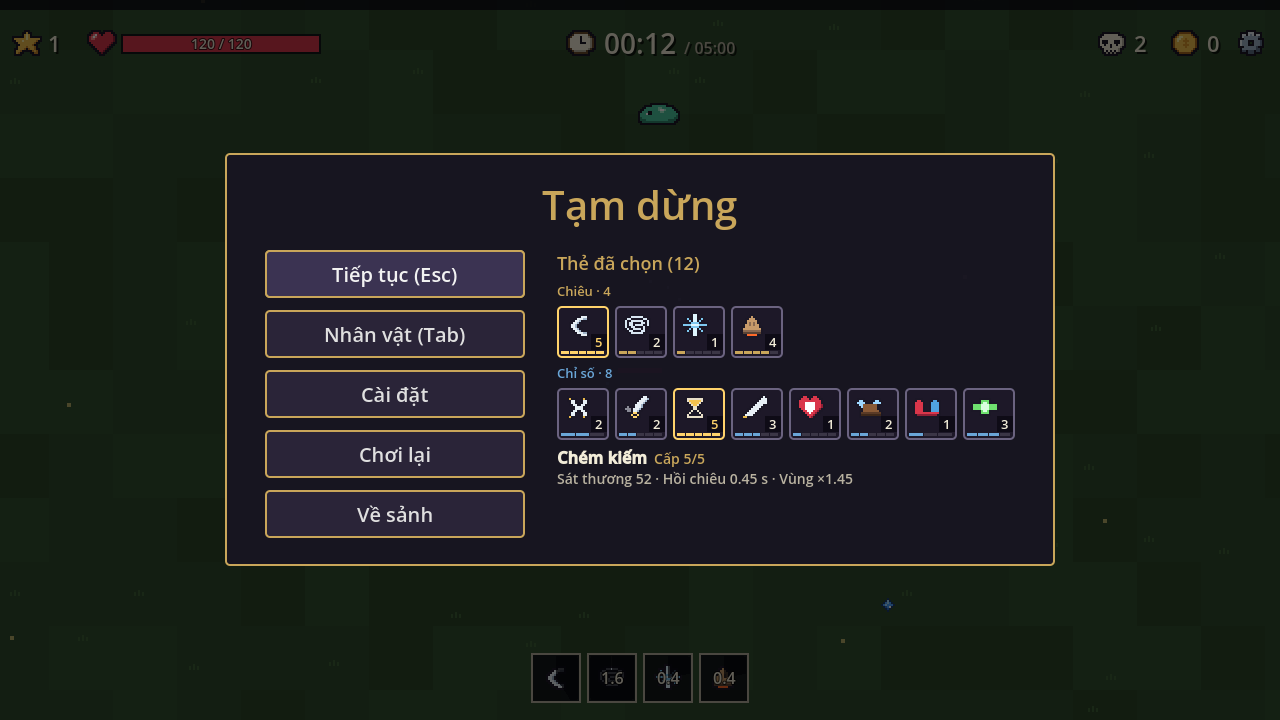 1
120 / 120
00:12 / 05:00
2
0
Tạm dừng
Tiếp tục (Esc)
Nhân vật (Tab)
Cài đặt
Chơi lại
Về sảnh
Thẻ đã chọn (12)
Chiêu · 4
5 2 1 4
Chỉ số · 8
2 2 5 3 1 2 1 3
Chém kiếm Cấp 5/5
Sát thương 52 · Hồi chiêu 0.45 s · Vùng ×1.45
1.6 0.4 0.4